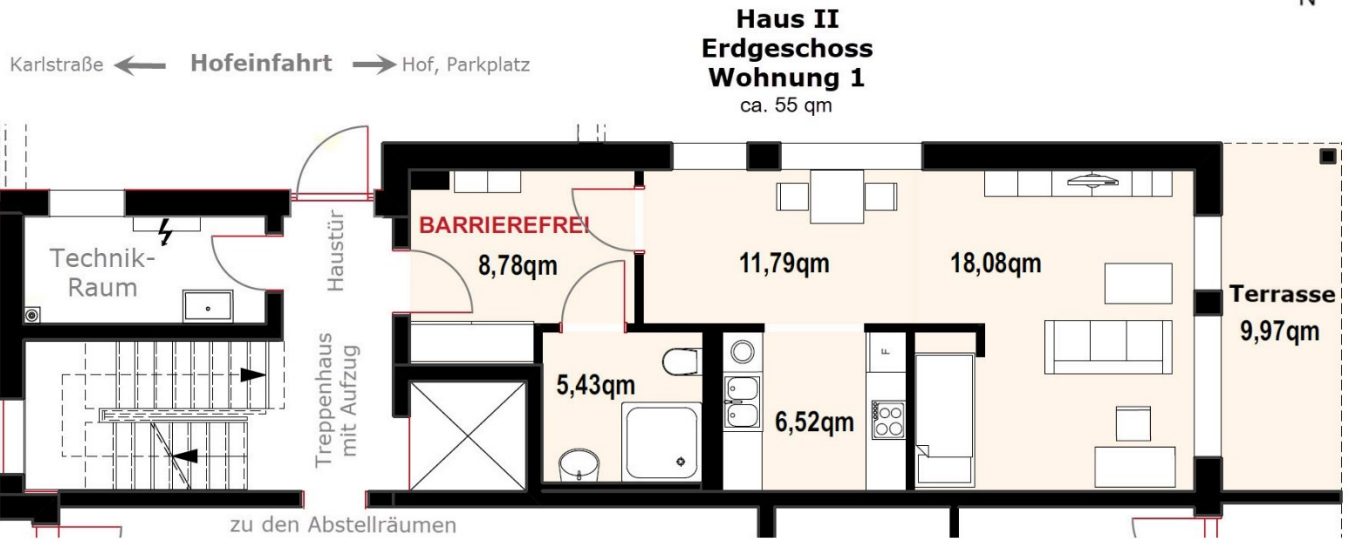 N
Haus II
Erdgeschoss
Wohnung 1
ca. 55 qm
Karlstraße
Hofeinfahrt
Hof, Parkplatz
Technik-
Raum
Haustür
Treppenhaus
mit Aufzug
BARRIEREFREI
8,78qm
11,79qm
18,08qm
Terrasse
9,97qm
5,43qm
6,52qm
F
zu den Abstellräumen